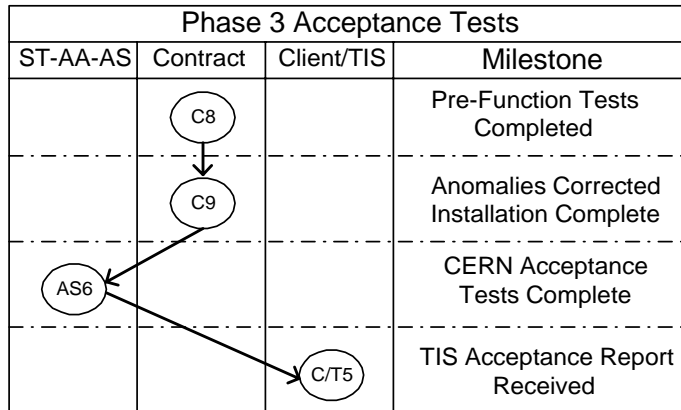 Phase 3 Acceptance Tests
ST-AA-AS Contract Client/TIS Milestone
C8
Pre-Function Tests
Completed
C9
Anomalies Corrected
Installation Complete
AS6
CERN Acceptance
Tests Complete
C/T5
TIS Acceptance Report
Received